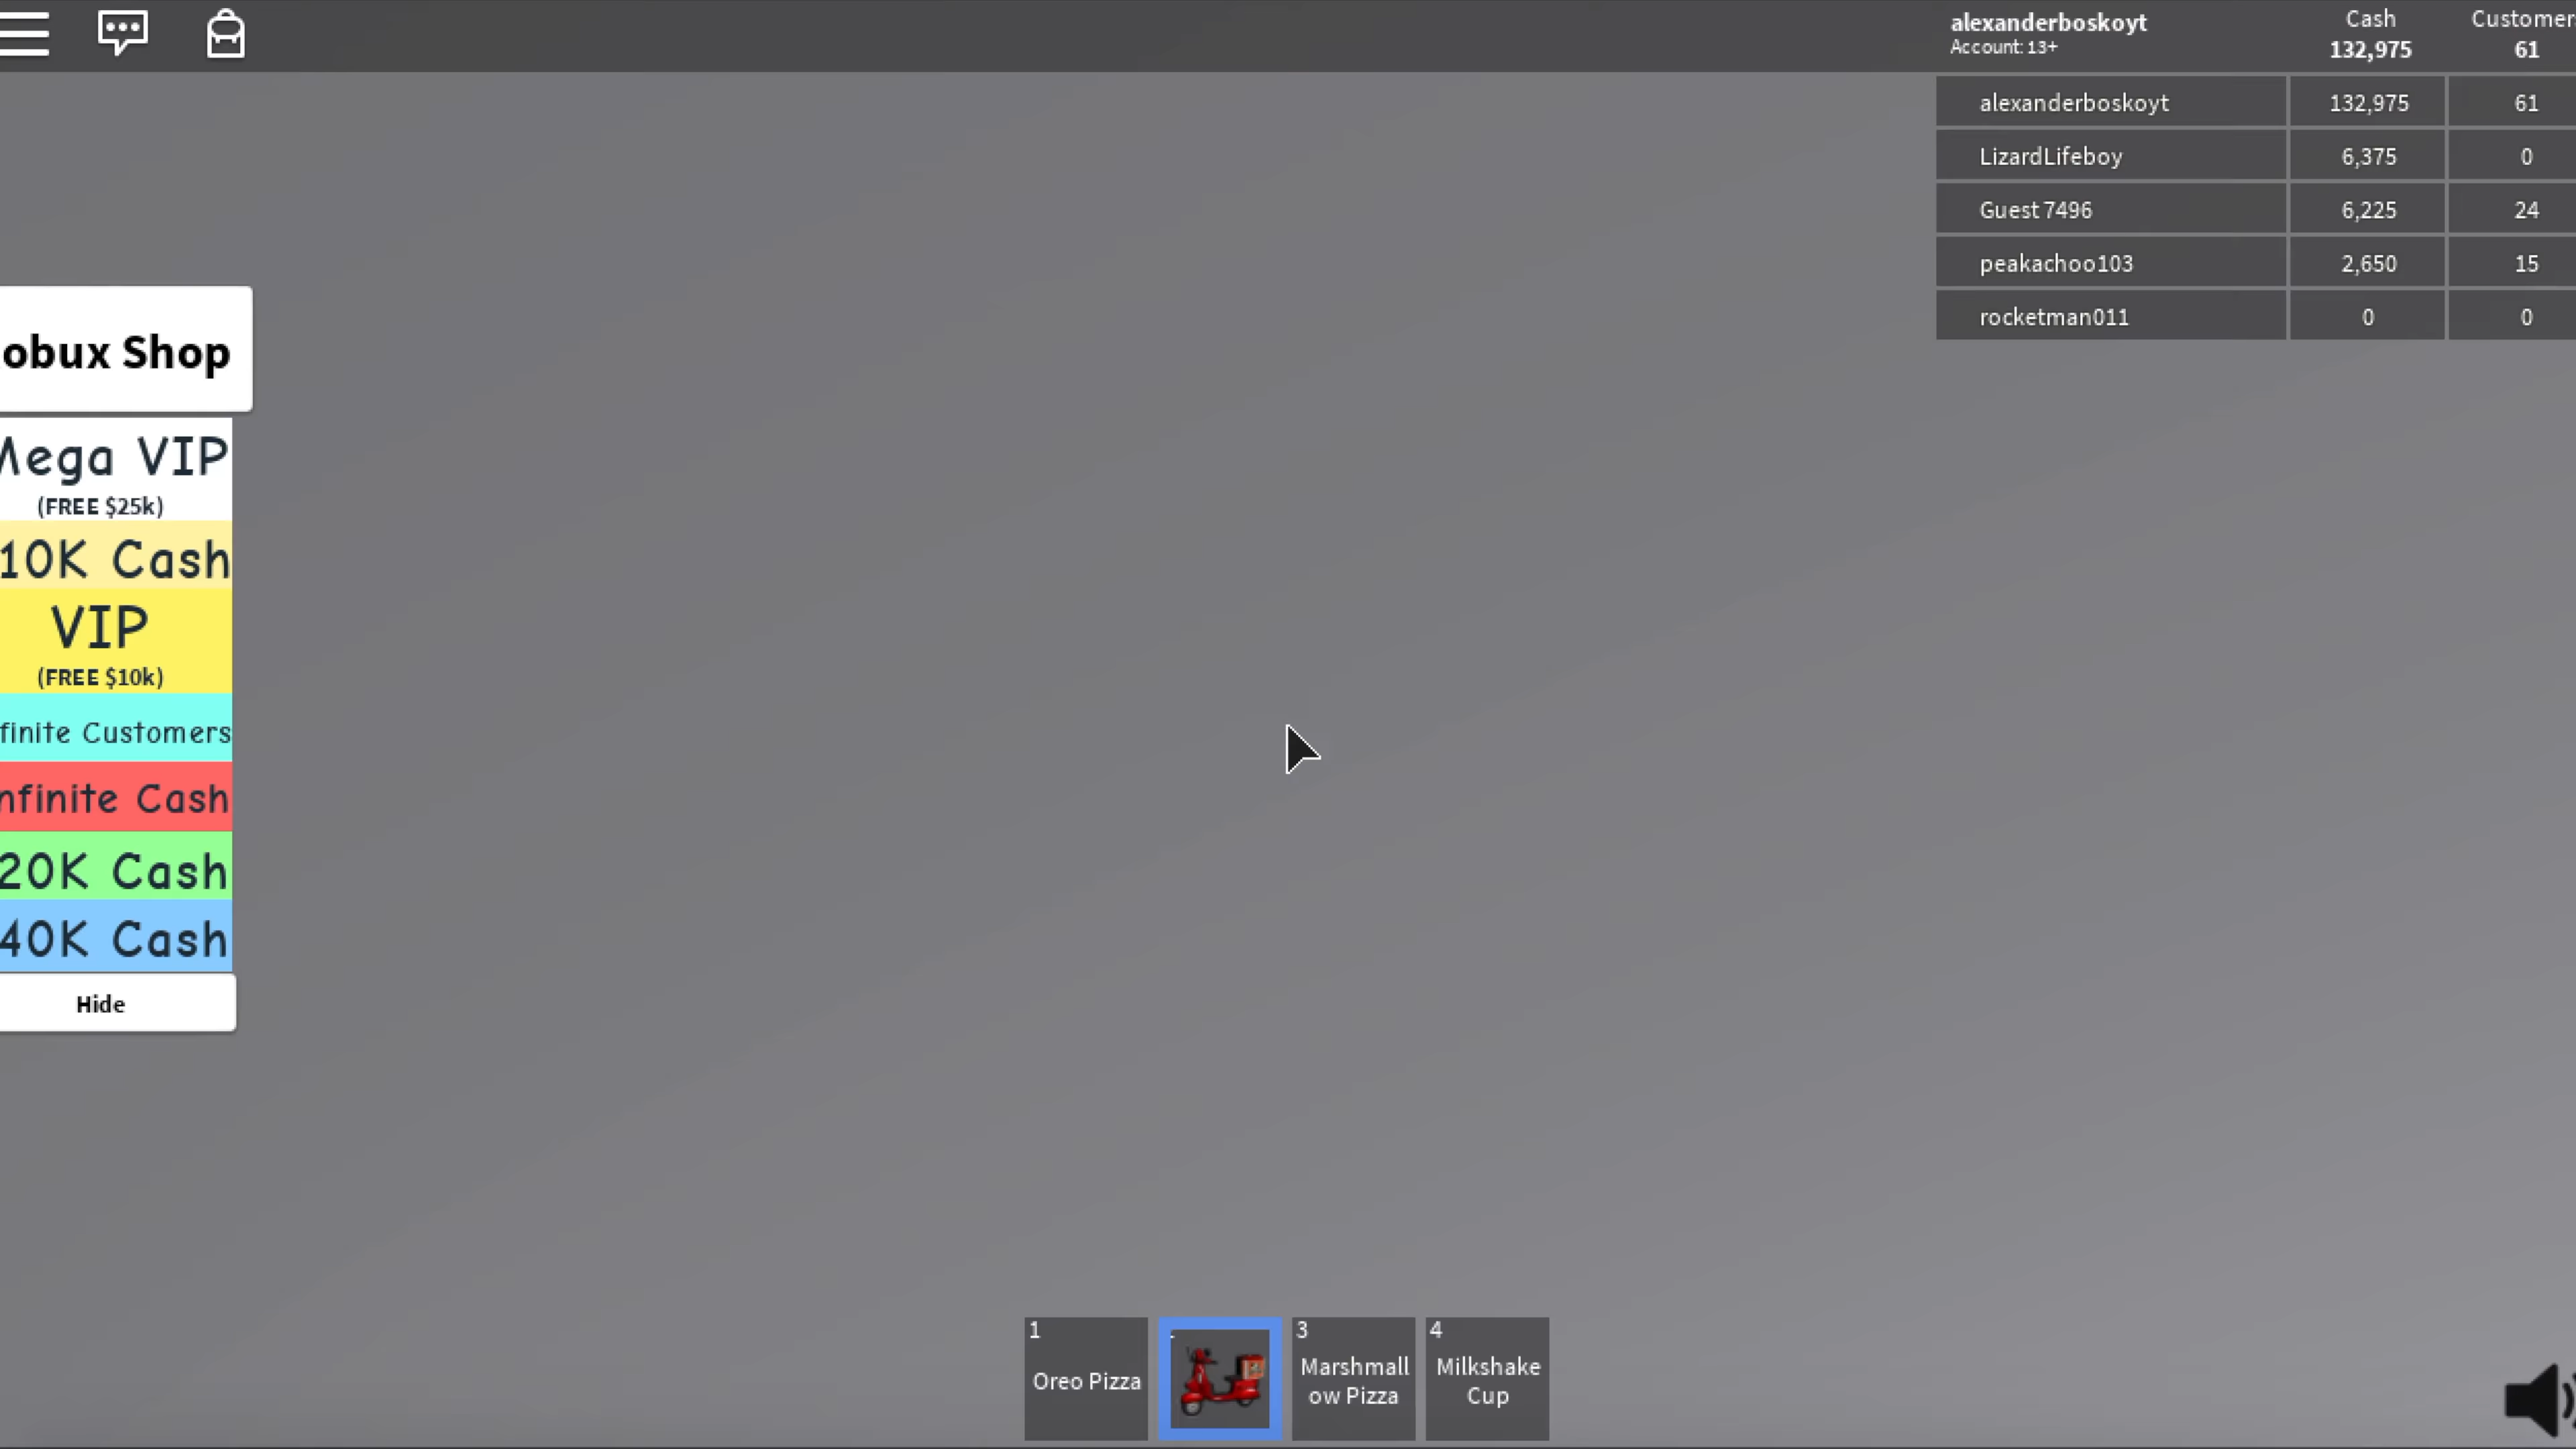 alexanderboskoyt
Account: 13+
Cash
132,975
Customer
61
alexanderboskoyt 132,975 61
LizardLifeboy 6,375 0
Guest 7496 6,225 24
peakachoo103 2,650 15
rocketman011 0 0
obux Shop
Mega VIP
(FREE $25k)
10K Cash
VIP
(FREE $10k)
finite Customers
nfinite Cash
20K Cash
40K Cash
Hide
1
Oreo Pizza
3
Marshmall
ow Pizza
4
Milkshake
Cup